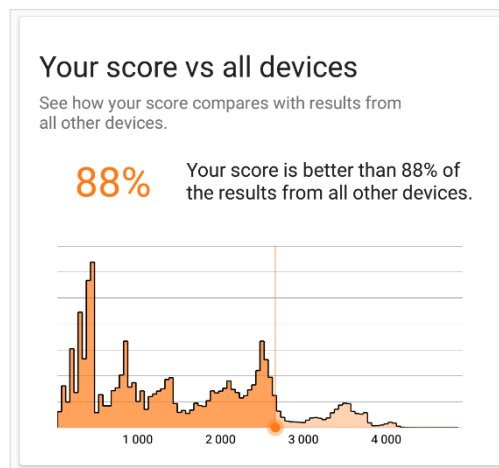 Your score vs all devices
See how your score compares with results from
all other devices.
88%
Your score is better than 88% of
the results from all other devices.
1 000 2 000 3 000 4 000